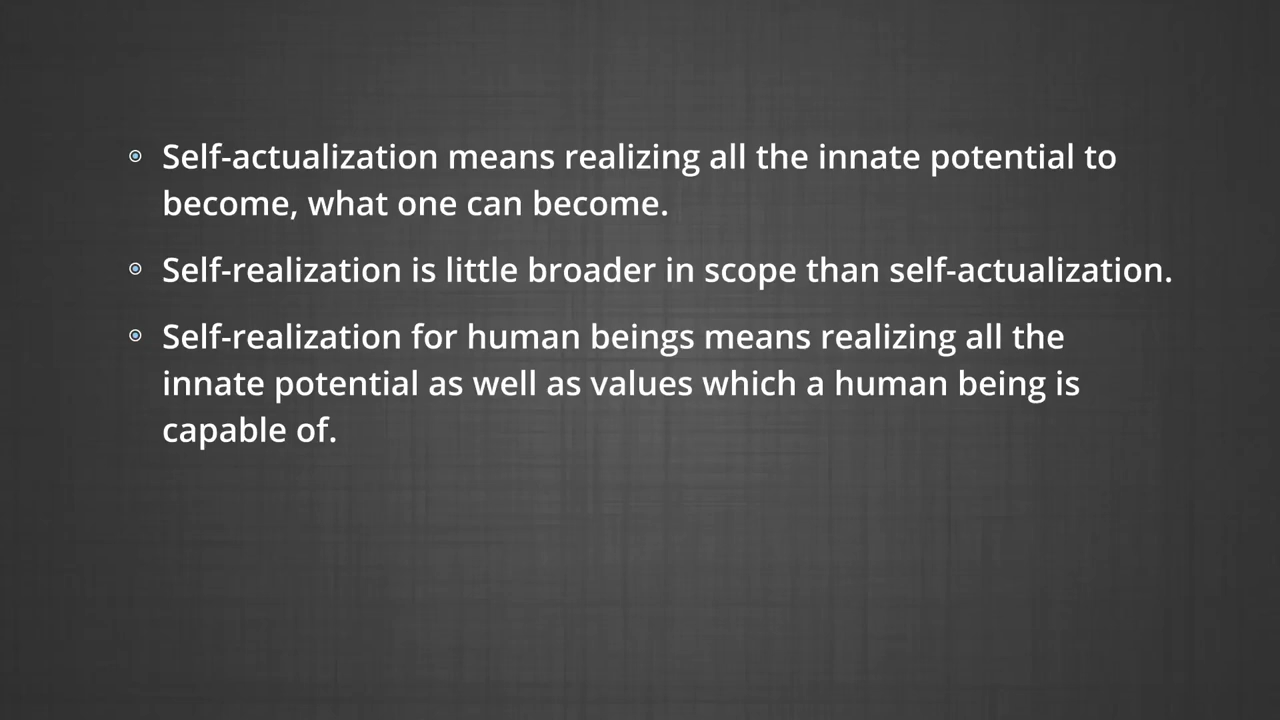 Self-actualization means realizing all the innate potential to
become, what one can become.
Self-realization is little broader in scope than self-actualization.
Self-realization for human beings means realizing all the
innate potential as well as values which a human being is
capable of.